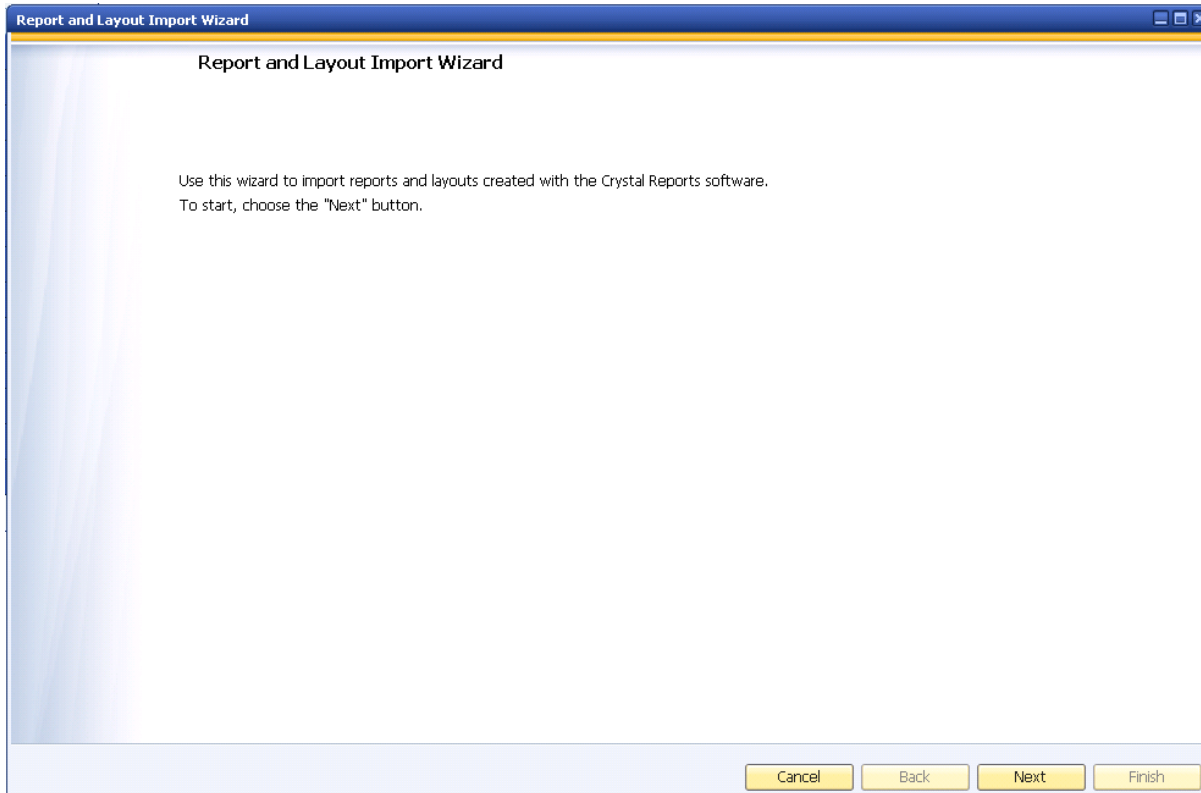 Report and Layout Import Wizard
Report and Layout Import Wizard
Use this wizard to import reports and layouts created with the Crystal Reports software.
To start, choose the "Next" button.
Cancel Back Next Finish